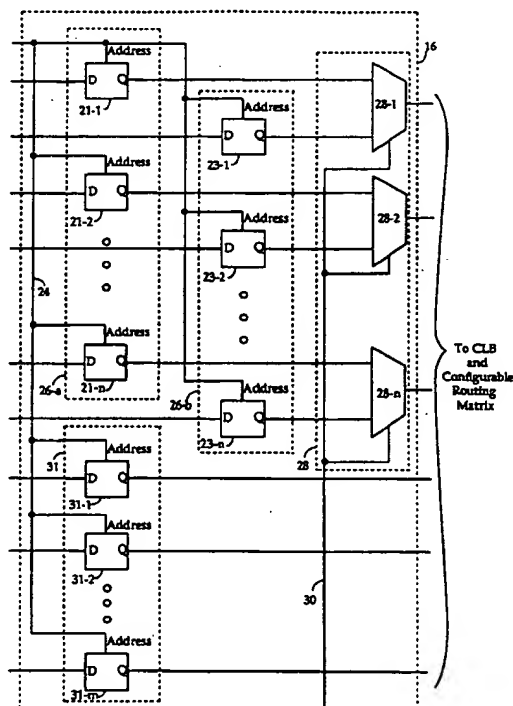 16
Address
D Q
21-1
28-1
Address
D Q
23-1
Address
D Q
21-2
28-2
Address
D Q
23-2
24
Address
D Q
21-n
26-a
26-b
28-n
To CLB
and
Configurable
Routing
Matrix
Address
D Q
23-n
28
31
Address
D Q
31-1
Address
D Q
31-2
30
Address
D Q
31-m